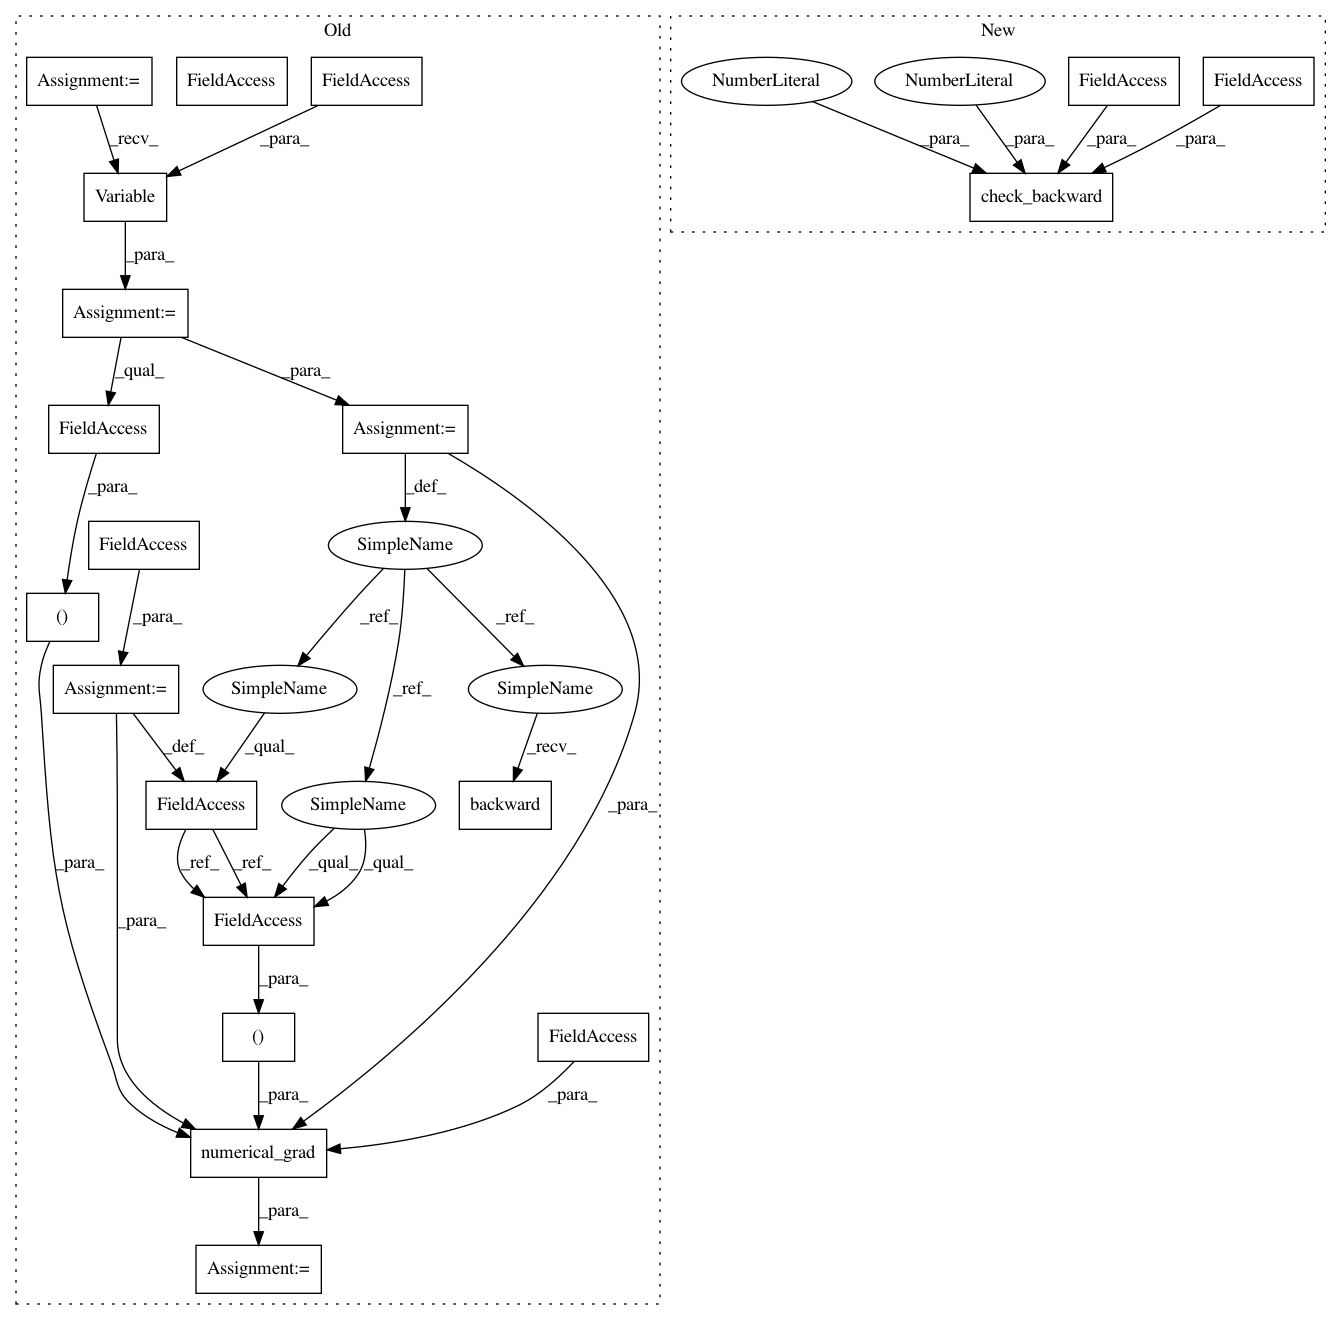 Old
New
Assignment:=
FieldAccess
FieldAccess
NumberLiteral
NumberLiteral
FieldAccess
FieldAccess
_recv_
_para_
_para_
_para_
_para_
_para_
Variable
check_backward
_para_
Assignment:=
_qual_
_para_
FieldAccess
Assignment:=
_para_
_def_
FieldAccess
SimpleName
_para_
_ref_
_ref_
_ref_
()
Assignment:=
SimpleName
SimpleName
_def_
_qual_
_recv_
FieldAccess
SimpleName
backward
_para_
_para_
_ref_
_ref_
_qual_
_qual_
_para_
FieldAccess
_para_
()
FieldAccess
_para_
_para_
numerical_grad
_para_
Assignment:=